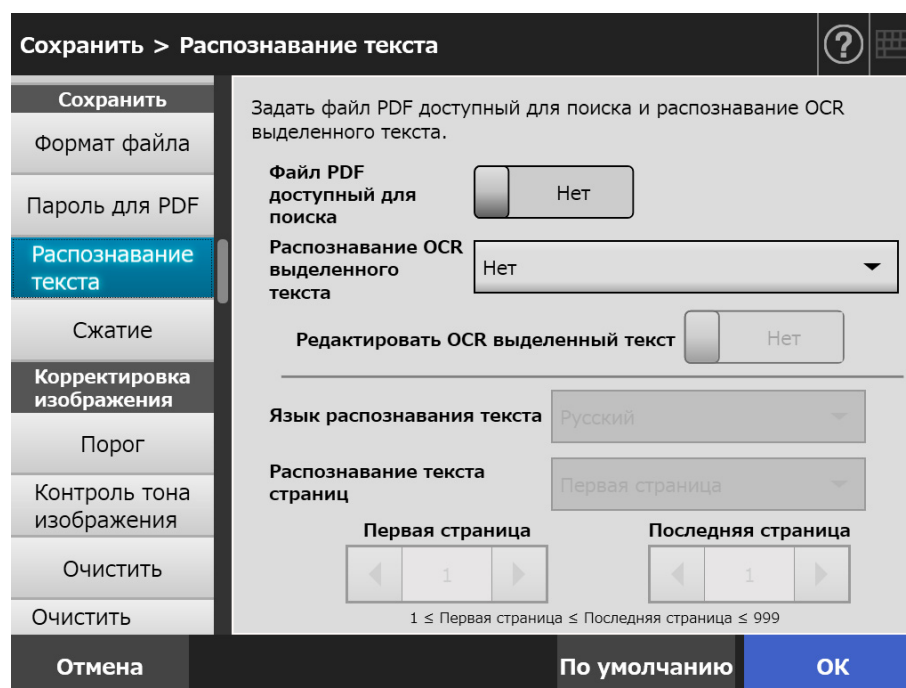 Сохранить > Распознавание текста
?
Сохранить
Формат файла
Пароль для PDF
Распознавание
текста
Сжатие
Корректировка
изображения
Порог
Контроль тона
изображения
Очистить
Очистить
Задать файл PDF доступный для поиска и распознавание OCR
выделенного текста.
Файл PDF
доступный для
поиска
Нет
Распознавание OCR
выделенного
текста
Нет
Редактировать OCR выделенный текст
Нет
Язык распознавания текста
Русский
Распознавание текста
страниц
Первая страница
Первая страница
Последняя страница
1
1
1 ≤ Первая страница ≤ Последняя страница ≤ 999
Отмена
По умолчанию
ОК